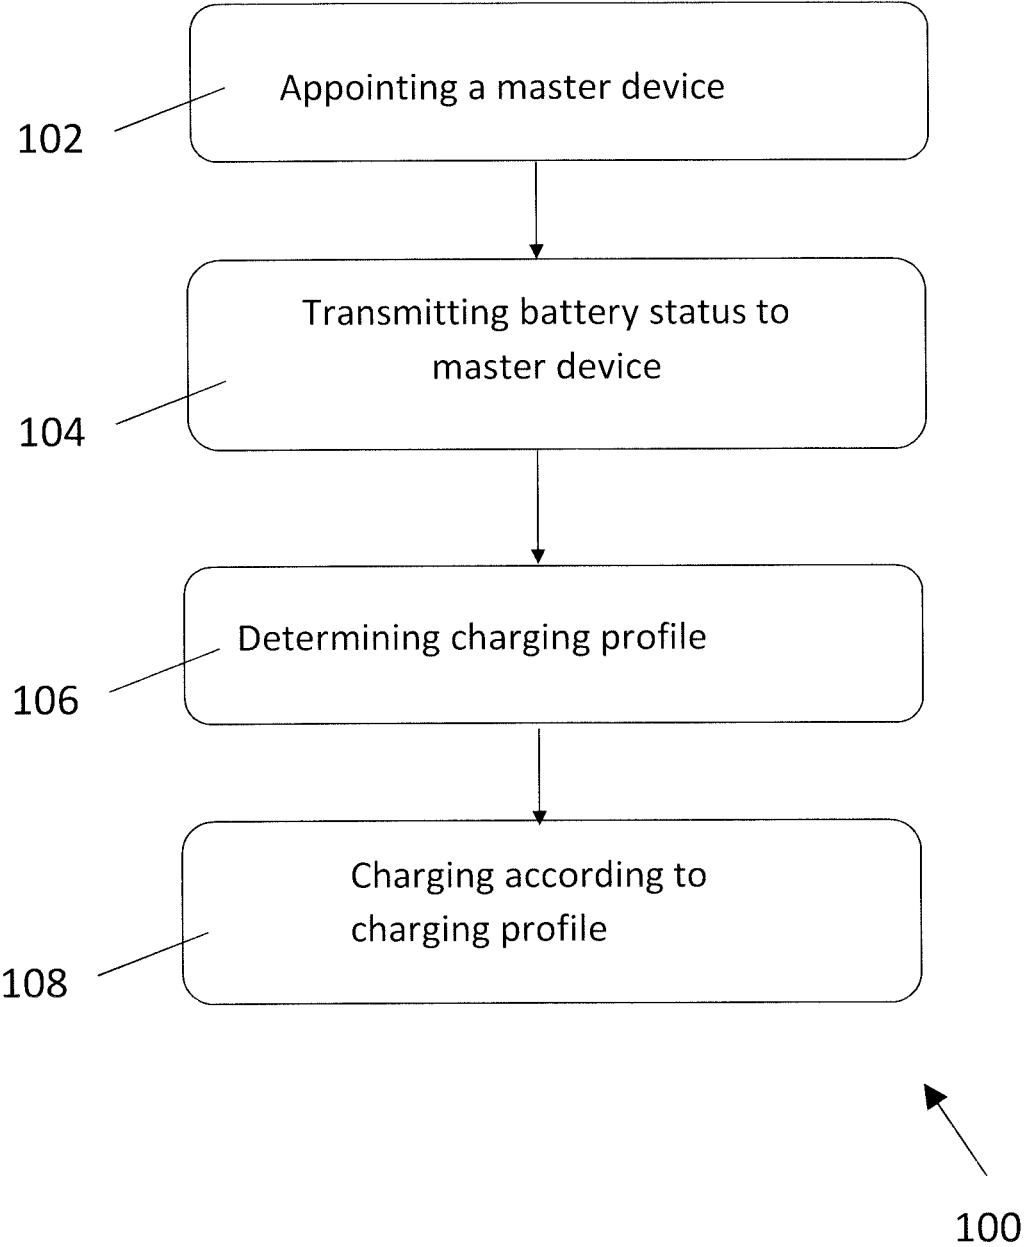 Appointing a master device
102
Transmitting battery status to
master device
104
Determining charging profile
106
Charging according to
charging profile
108
100